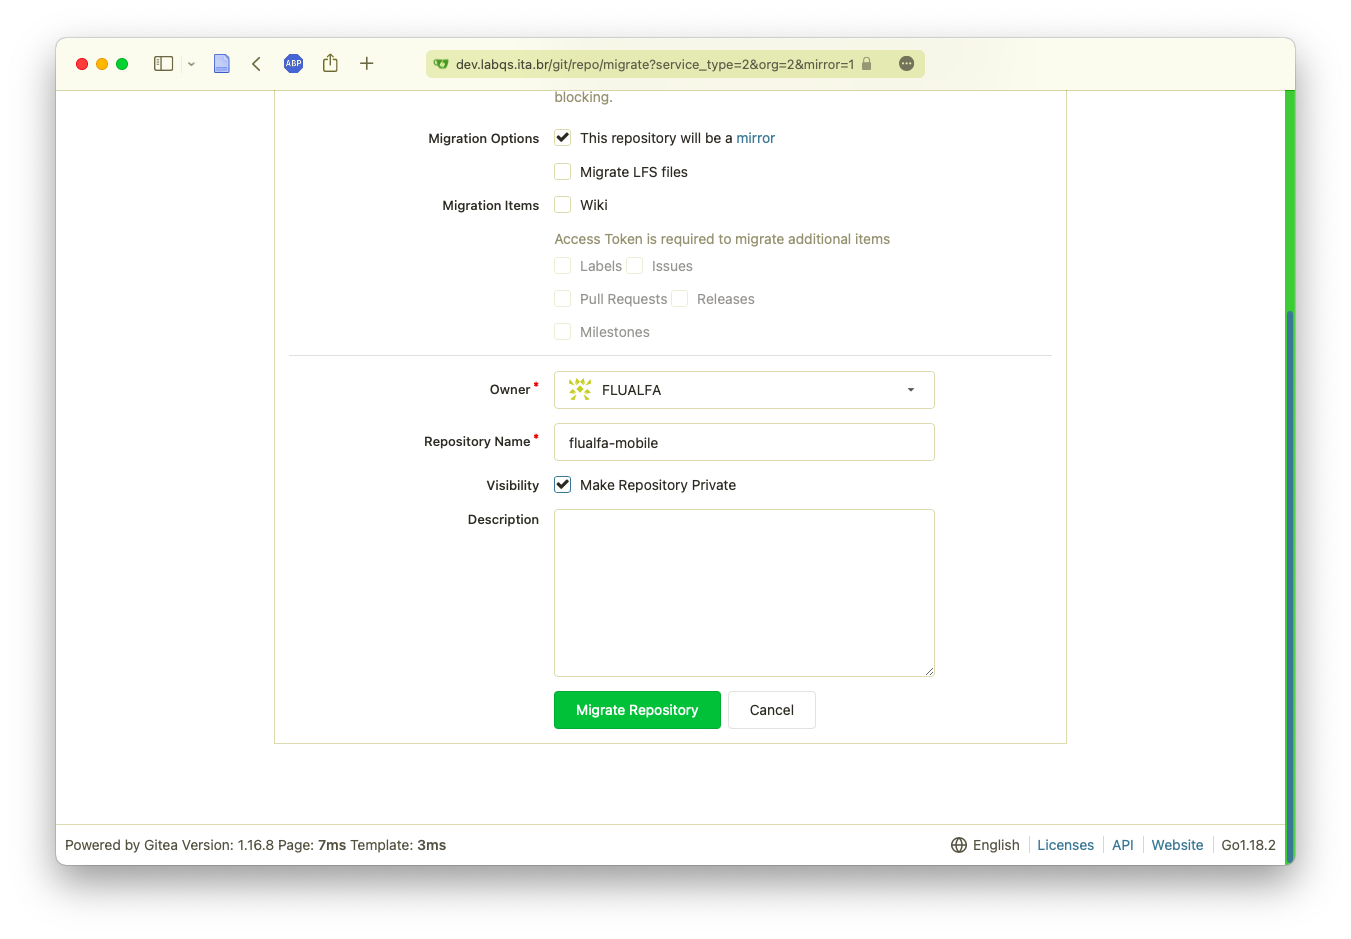 ABP
dev.labqs.ita.br/git/repo/migrate?service_type=2&org=2&mirror=1
blocking.
Migration Options This repository will be a mirror
Migrate LFS files
Migration Items Wiki
Access Token is required to migrate additional items
Labels Issues
Pull Requests Releases
Milestones
Owner* FLUALFA
Repository Name* flualfa-mobile
Visibility Make Repository Private
Description
Migrate Repository Cancel
Powered by Gitea Version: 1.16.8 Page: 7ms Template: 3ms English Licenses API Website Go1.18.2